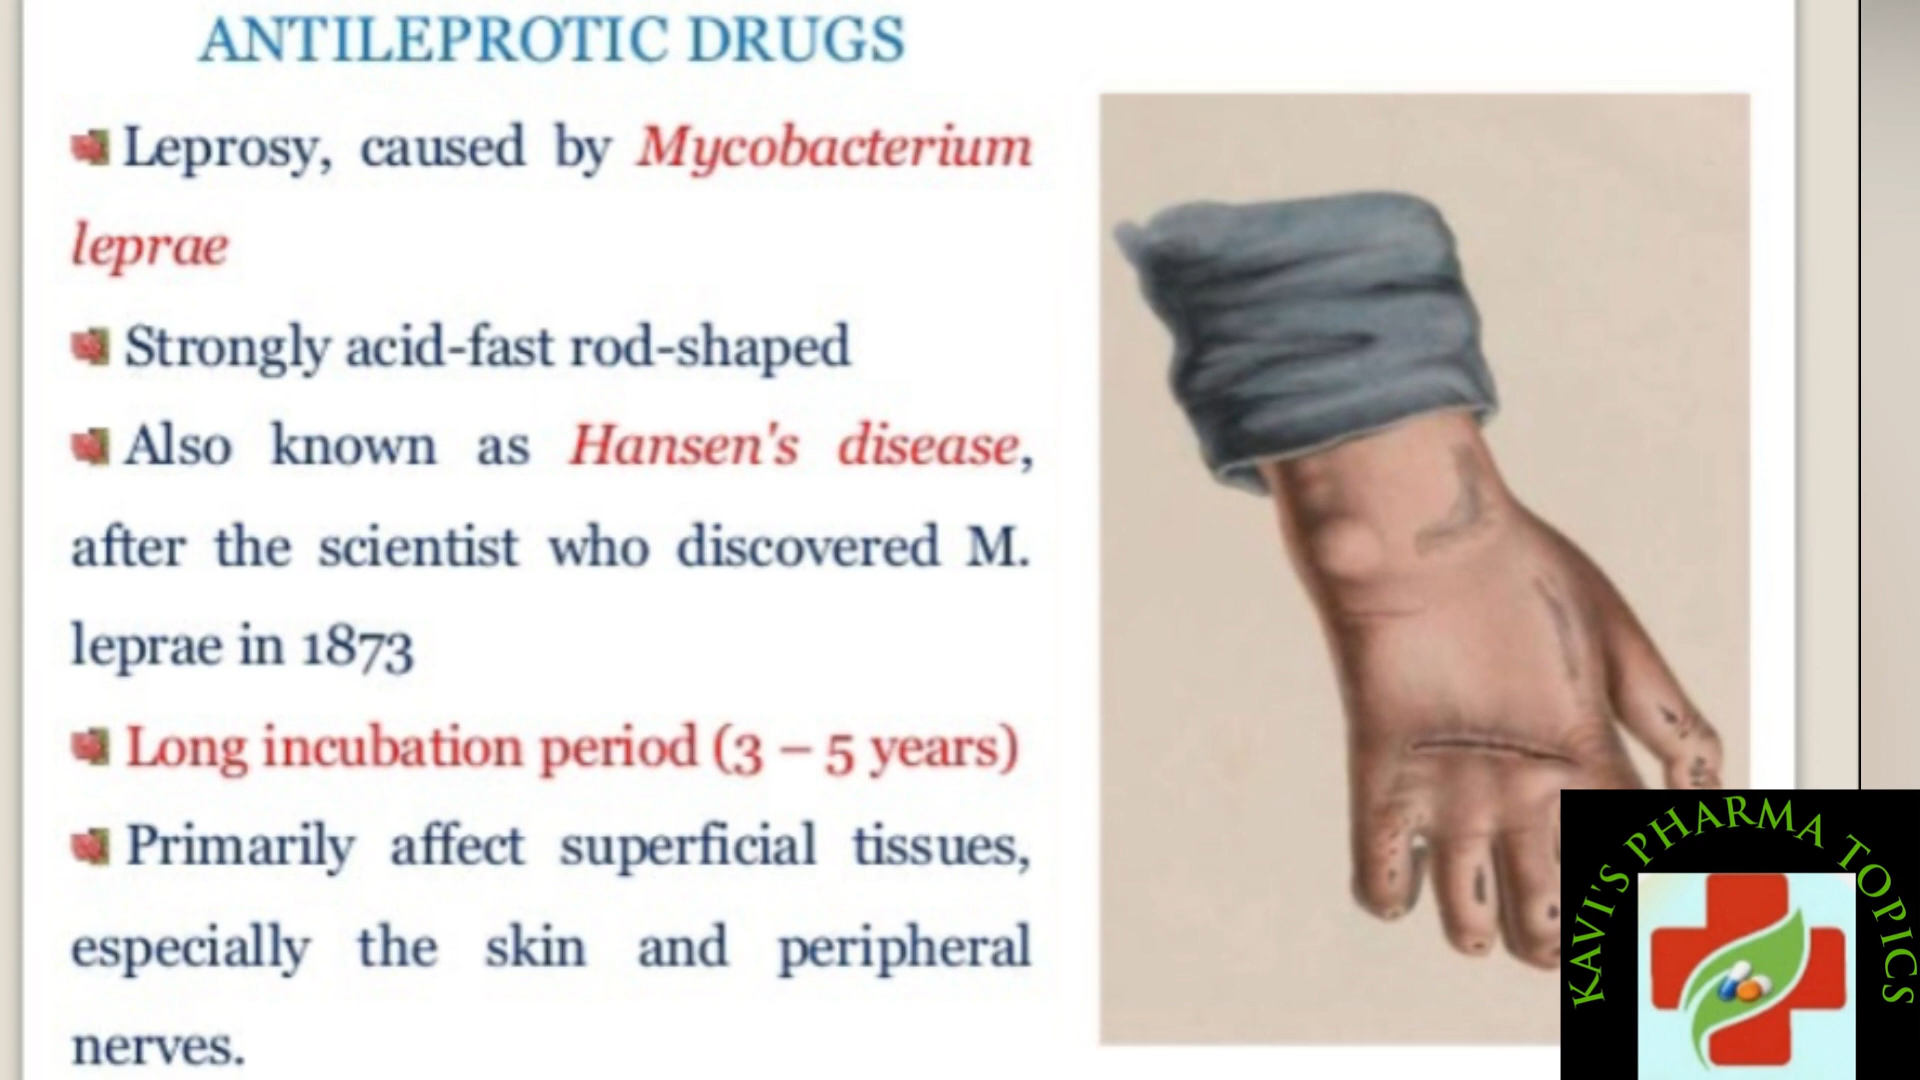 ANTILEPROTIC DRUGS
Leprosy, caused by Mycobacterium
leprae
Strongly acid-fast rod-shaped
Also known as Hansen's disease,
after the scientist who discovered M.
leprae in 1873
Long incubation period (3 – 5 years)
Primarily affect superficial tissues,
especially the skin and peripheral
nerves.
KAVI'S PHARMA TOPICS